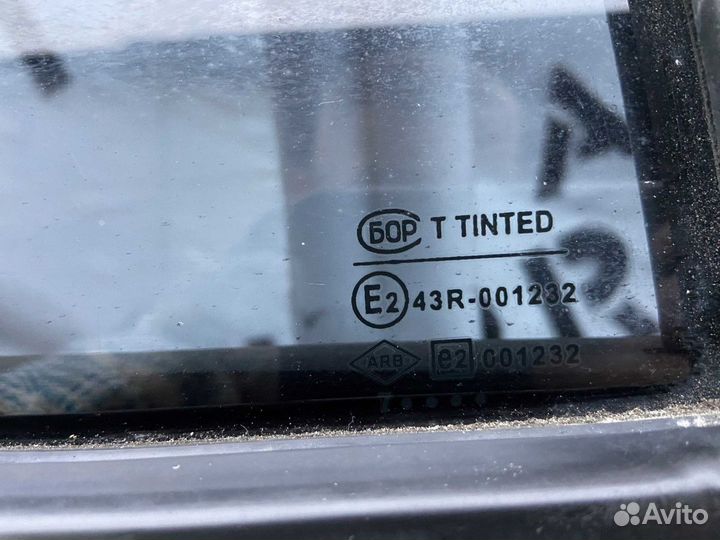 БОР T TINTED
E2 43R-001232
ARB e2 001232
Avito